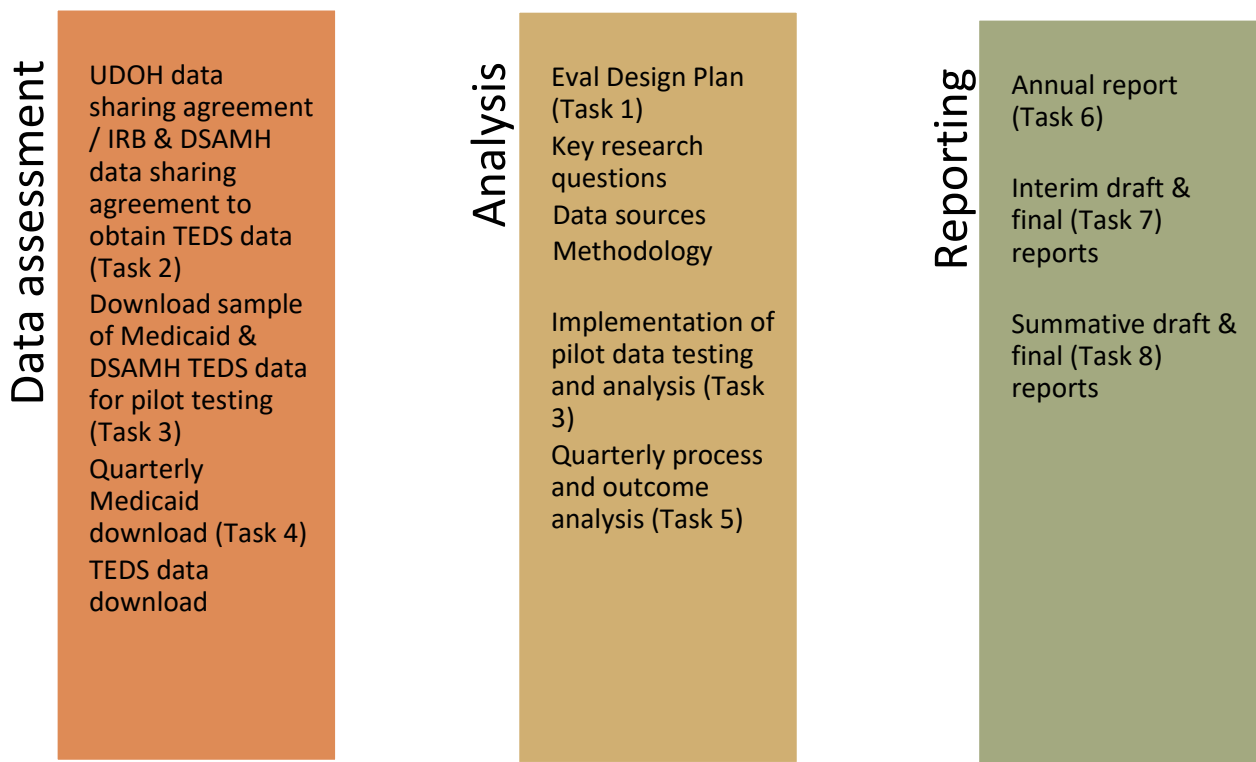 Data assessment
UDOH data
sharing agreement
/ IRB & DSAMH
data sharing
agreement to
obtain TEDS data
(Task 2)
Download sample
of Medicaid &
DSAMH TEDS data
for pilot testing
(Task 3)
Quarterly
Medicaid
download (Task 4)
TEDS data
download
Analysis
Eval Design Plan
(Task 1)
Key research
questions
Data sources
Methodology
Implementation of
pilot data testing
and analysis (Task
3)
Quarterly process
and outcome
analysis (Task 5)
Reporting
Annual report
(Task 6)
Interim draft &
final (Task 7)
reports
Summative draft &
final (Task 8)
reports